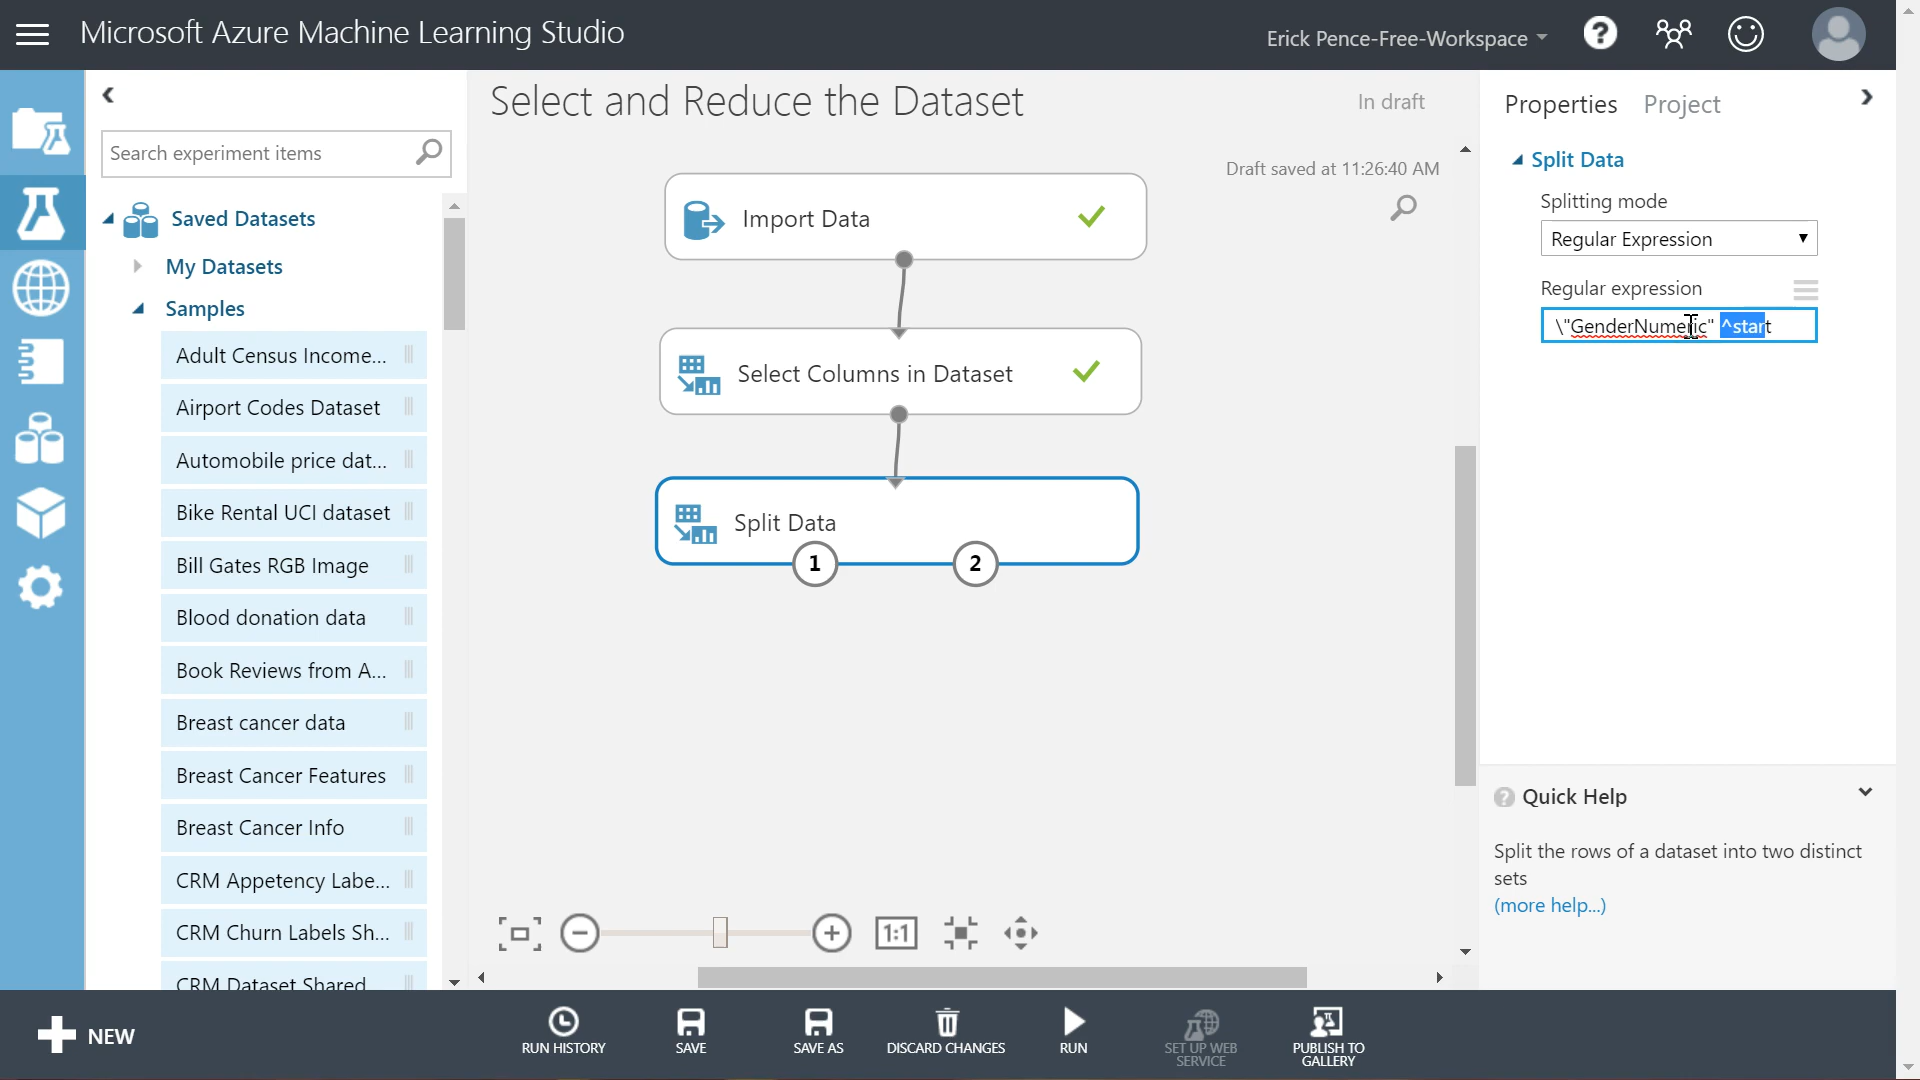 Microsoft Azure Machine Learning Studio
Erick Pence-Free-Workspace
?
Search experiment items
Saved Datasets
My Datasets
Samples
Adult Census Income...
Airport Codes Dataset
Automobile price dat...
Bike Rental UCI dataset
Bill Gates RGB Image
Blood donation data
Book Reviews from A...
Breast cancer data
Breast Cancer Features
Breast Cancer Info
CRM Appetency Labe...
CRM Churn Labels Sh...
CRM Dataset Shared
Select and Reduce the Dataset
In draft
Draft saved at 11:26:40 AM
Import Data
Select Columns in Dataset
Split Data
1
2
1:1
Properties
Project
Split Data
Splitting mode
Regular Expression
Regular expression
\"GenderNumeric" ^start
? Quick Help
Split the rows of a dataset into two distinct
sets
(more help...)
NEW
RUN HISTORY
SAVE
SAVE AS
DISCARD CHANGES
RUN
SET UP WEB
SERVICE
PUBLISH TO
GALLERY